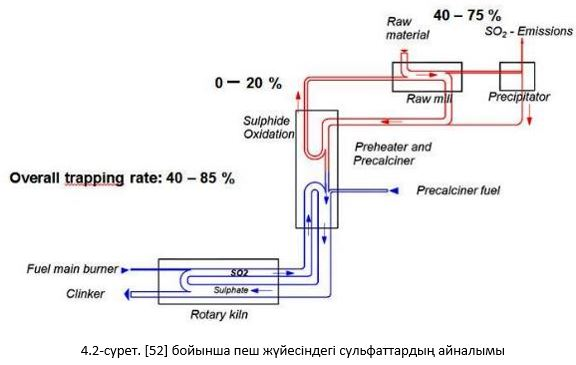 40 – 75 %
Raw
material
SO2 - Emissions
0 – 20 %
Raw mill
Precipitator
Sulphide
Oxidation
Preheater and
Precalciner
Overall trapping rate: 40 – 85 %
Precalciner fuel
Fuel main burner
SO2
Clinker
Sulphate
Rotary kiln
4.2-сурет. [52] бойынша пеш жүйесіндегі сульфаттардың айналымы